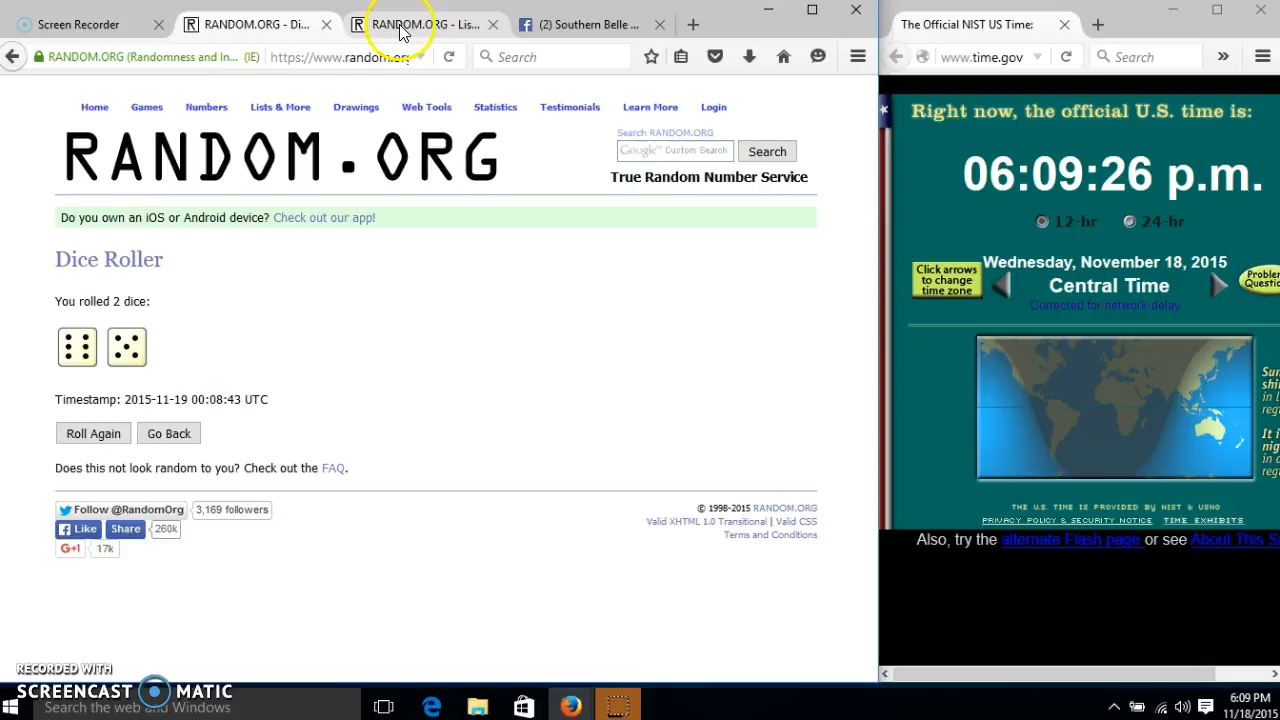 Screen Recorder
RANDOM.ORG - Di...
RANDOM.ORG - Lis...
(2) Southern Belle ...
The Official NIST US Time:
RANDOM.ORG (Randomness and In... (IE)
https://www.random.org
Search
www.time.gov
Search
Home Games Numbers Lists & More Drawings Web Tools Statistics Testimonials Learn More Login
RANDOM.ORG
Search RANDOM.ORG
Google™ Custom Search
Search
True Random Number Service
Do you own an iOS or Android device? Check out our app!
Dice Roller
You rolled 2 dice:
Timestamp: 2015-11-19 00:08:43 UTC
Roll Again Go Back
Does this not look random to you? Check out the FAQ.
Follow @RandomOrg 3,169 followers
Like Share 260k
G+1 17k
© 1998-2015 RANDOM.ORG
Valid XHTML 1.0 Transitional | Valid CSS
Terms and Conditions
Right now, the official U.S. time is:
06:09:26 p.m.
12-hr 24-hr
Click arrows
to change
time zone
Wednesday, November 18, 2015
Central Time
Corrected for network delay
THE U.S. TIME IS PROVIDED BY NIST & USNO
PRIVACY POLICY & SECURITY NOTICE TIME EXHIBITS
Also, try the alternate Flash page or see About This
RECORDED WITH
SCREENCAST MATIC
Search the web and Windows
6:09 PM
11/18/2015